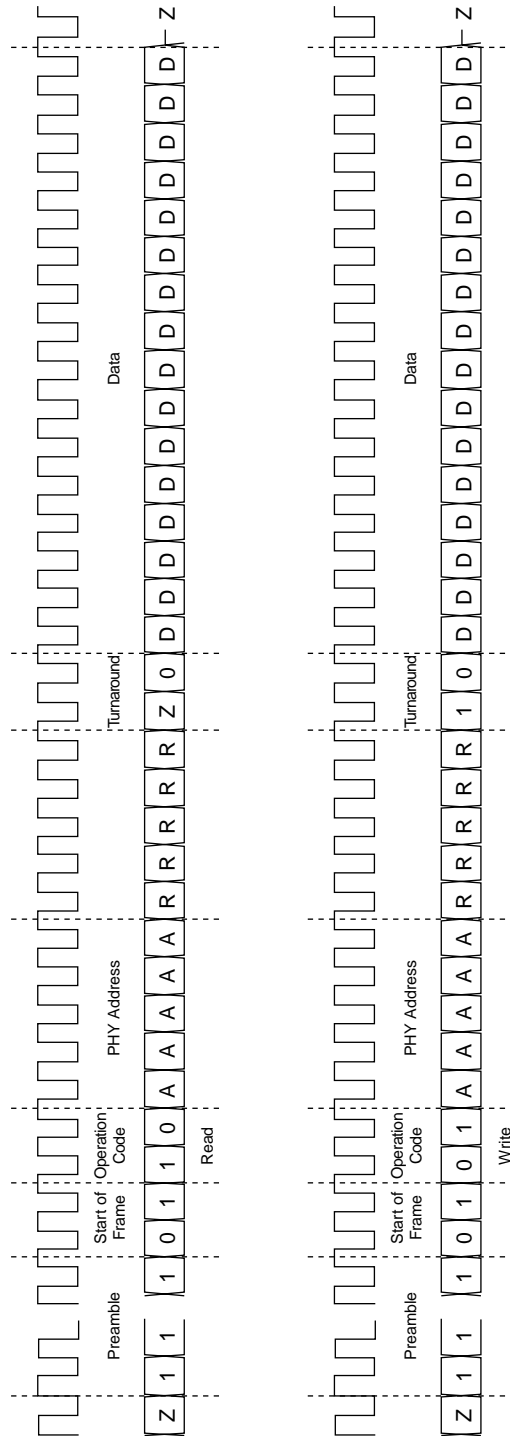 Preamble
Start of
Frame
Operation
Code
PHY Address
Turnaround
Data
Z 1 1 1 0 1 1 0 A A A A A R R R R R Z 0 D D D D D D D D D D D D D D D D Z
Read
Preamble
Start of
Frame
Operation
Code
PHY Address
Turnaround
Data
Z 1 1 1 0 1 0 1 A A A A A R R R R R 1 0 D D D D D D D D D D D D D D D D Z
Write